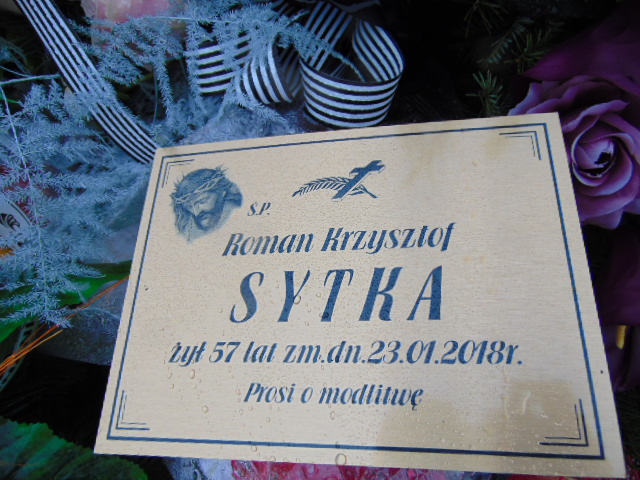 Ś.P.
Roman Krzysztof
SYTKA
żył 57 lat zm.dn.23.01.2018r.
Prosi o modlitwę